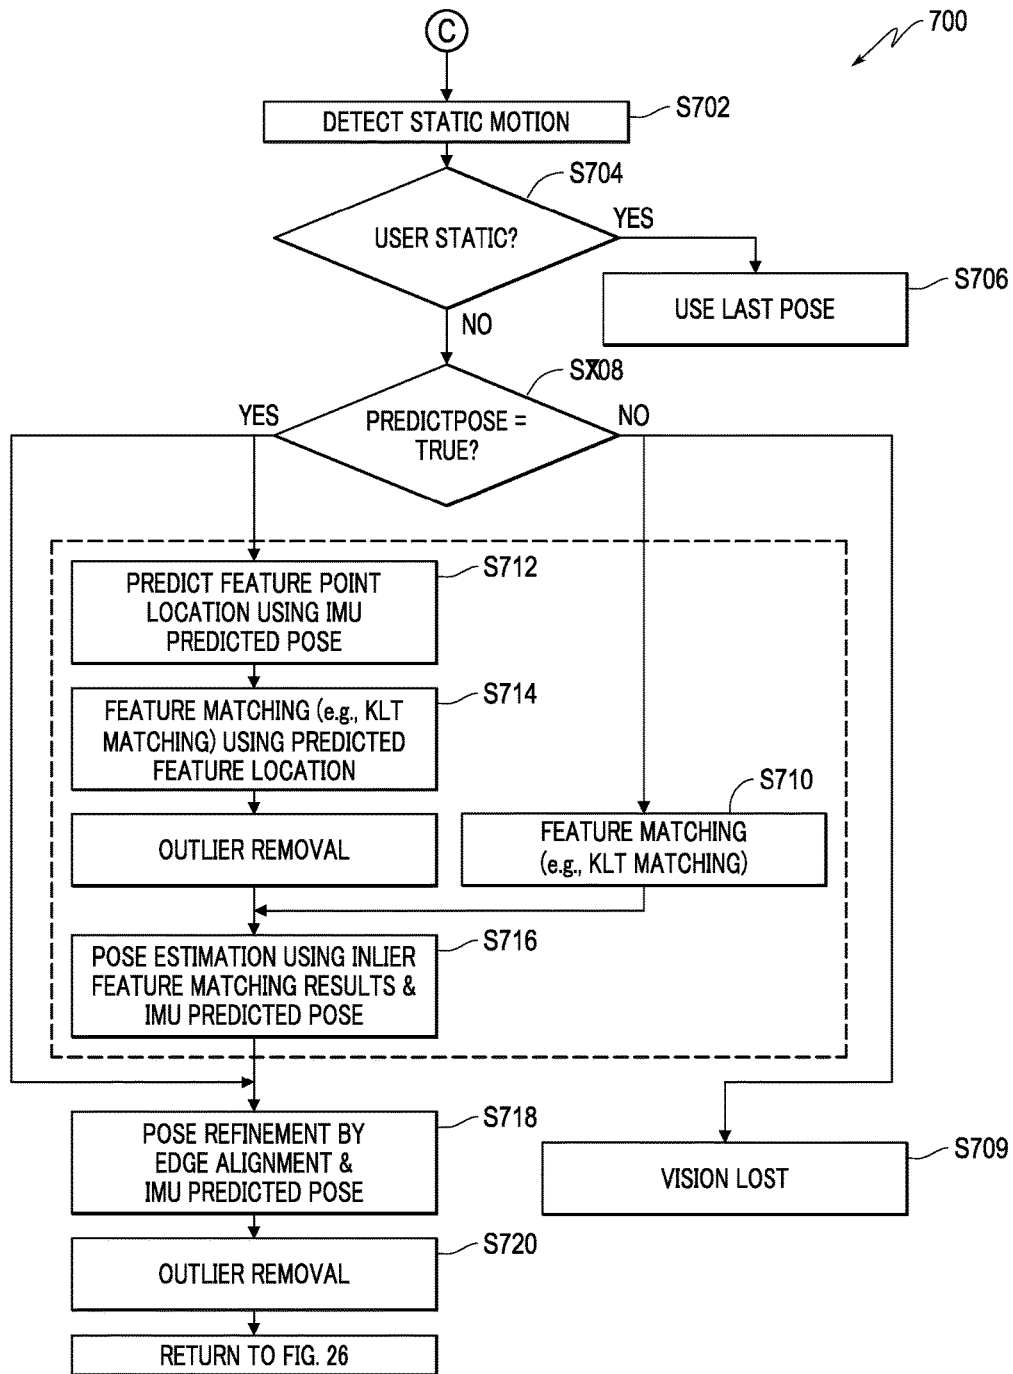 C
700
DETECT STATIC MOTION
S702
S704
USER STATIC?
YES
USE LAST POSE
S706
NO
S708
YES
PREDICTPOSE =
TRUE?
NO
PREDICT FEATURE POINT
LOCATION USING IMU
PREDICTED POSE
S712
FEATURE MATCHING (e.g., KLT
MATCHING) USING PREDICTED
FEATURE LOCATION
S714
OUTLIER REMOVAL
S710
FEATURE MATCHING
(e.g., KLT MATCHING)
POSE ESTIMATION USING INLIER
FEATURE MATCHING RESULTS &
IMU PREDICTED POSE
S716
POSE REFINEMENT BY
EDGE ALIGNMENT &
IMU PREDICTED POSE
S718
VISION LOST
S709
OUTLIER REMOVAL
S720
RETURN TO FIG. 26